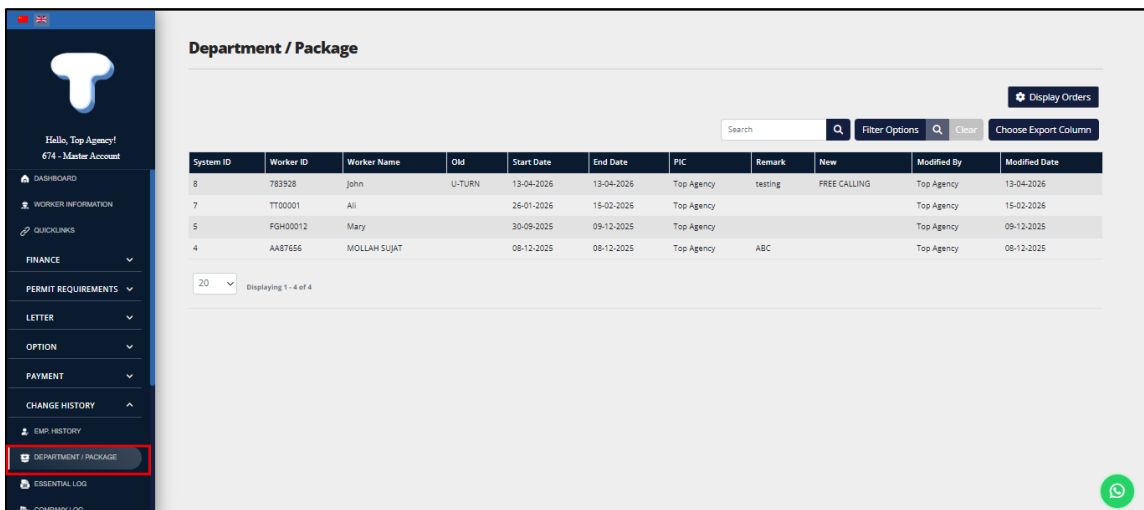 Hello, Top Agency!
674 - Master Account
DASHBOARD
WORKER INFORMATION
QUICKLINKS
FINANCE
PERMIT REQUIREMENTS
LETTER
OPTION
PAYMENT
CHANGE HISTORY
EMP. HISTORY
DEPARTMENT / PACKAGE
ESSENTIAL LOG
COMPANY LOG
Department / Package
Display Orders
Search Filter Options Clear Choose Export Column
System ID Worker ID Worker Name Old Start Date End Date PIC Remark New Modified By Modified Date
8 783928 John U-TURN 13-04-2026 13-04-2026 Top Agency testing FREE CALLING Top Agency 13-04-2026
7 TT00001 Ali 26-01-2026 15-02-2026 Top Agency Top Agency 15-02-2026
5 FGH00012 Mary 30-09-2025 09-12-2025 Top Agency Top Agency 09-12-2025
4 AA87656 MOLLAH SUJAT 08-12-2025 08-12-2025 Top Agency ABC Top Agency 08-12-2025
20 Displaying 1 - 4 of 4